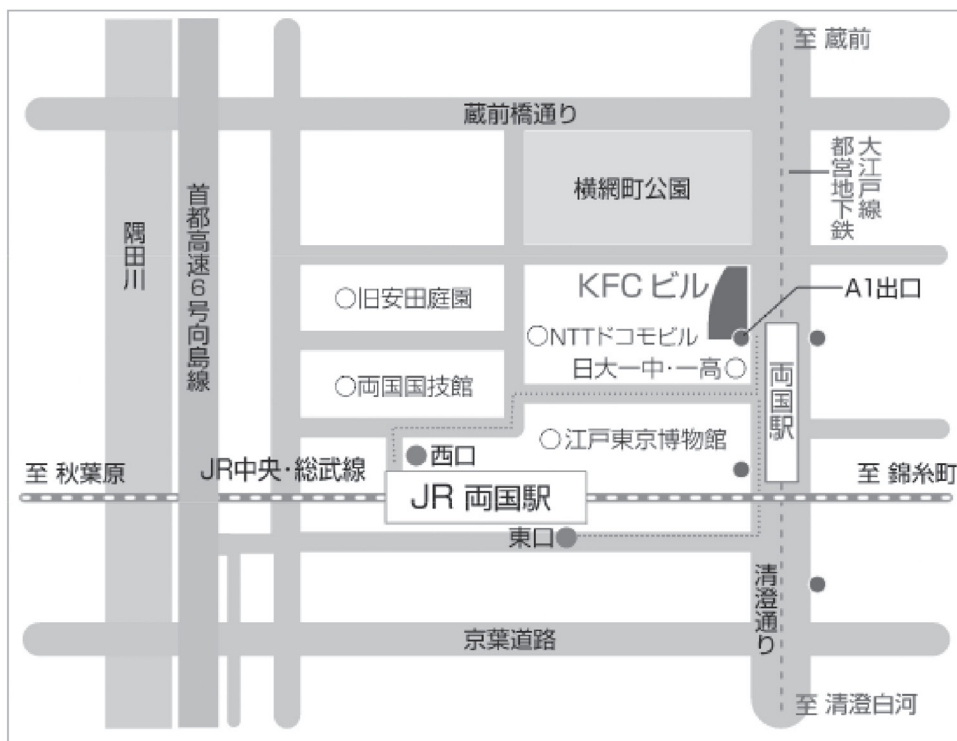 至 蔵前
蔵前橋通り
大江戸線
都営地下鉄
横網町公園
首都高速6号向島線
隅田川
KFC ビル
A1出口
○旧安田庭園
○NTTドコモビル
日大一中・一高○
両国駅
○両国国技館
○江戸東京博物館
西口
至 秋葉原
JR中央・総武線
至 錦糸町
JR 両国駅
東口
清澄通り
京葉道路
至 清澄白河